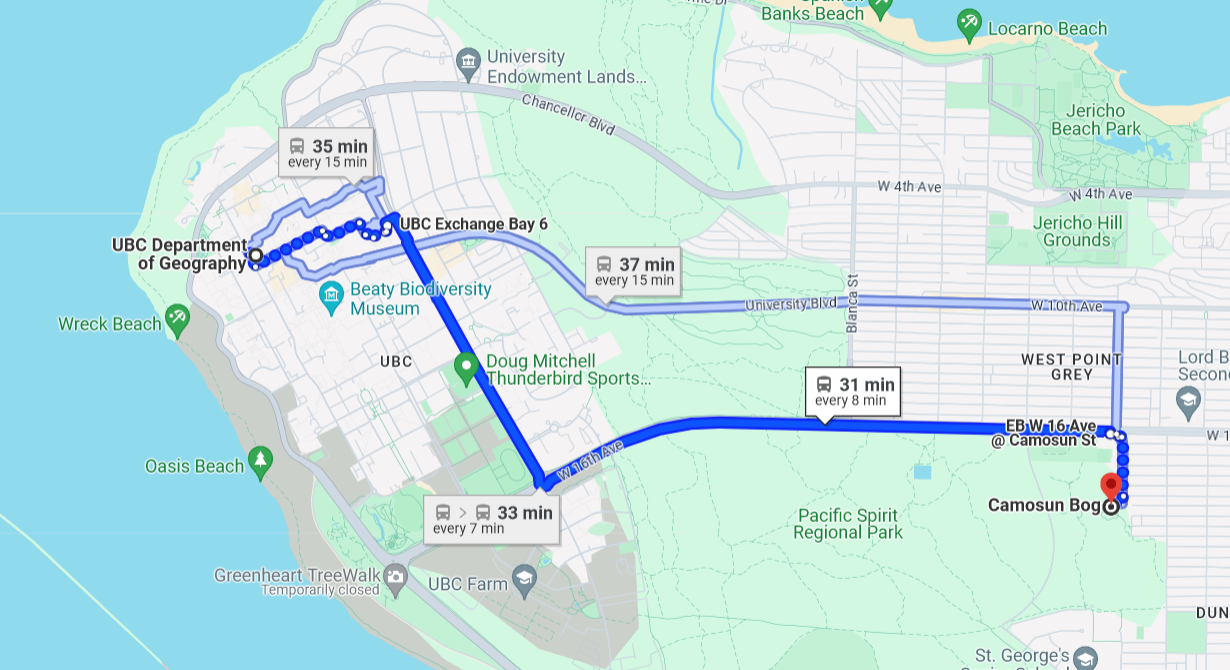 The Dr
Spanish
Banks Beach
Locarno Beach
University
Endowment Lands...
Chancellor Blvd
Jericho
Beach Park
35 min
every 15 min
W 4th Ave
W 4th Ave
UBC Exchange Bay 6
Jericho Hill
Grounds
UBC Department
of Geography
37 min
every 15 min
Beaty Biodiversity
Museum
University Blvd
W 10th Ave
Blanca St
Wreck Beach
UBC
Doug Mitchell
Thunderbird Sports...
WEST POINT
GREY
Lord B
Secon
31 min
every 8 min
EB W 16 Ave
@ Camosun St
W 1
W 16th Ave
Oasis Beach
Camosun Bog
33 min
every 7 min
Pacific Spirit
Regional Park
Greenheart TreeWalk
Temporarily closed
UBC Farm
DUN
St. George's